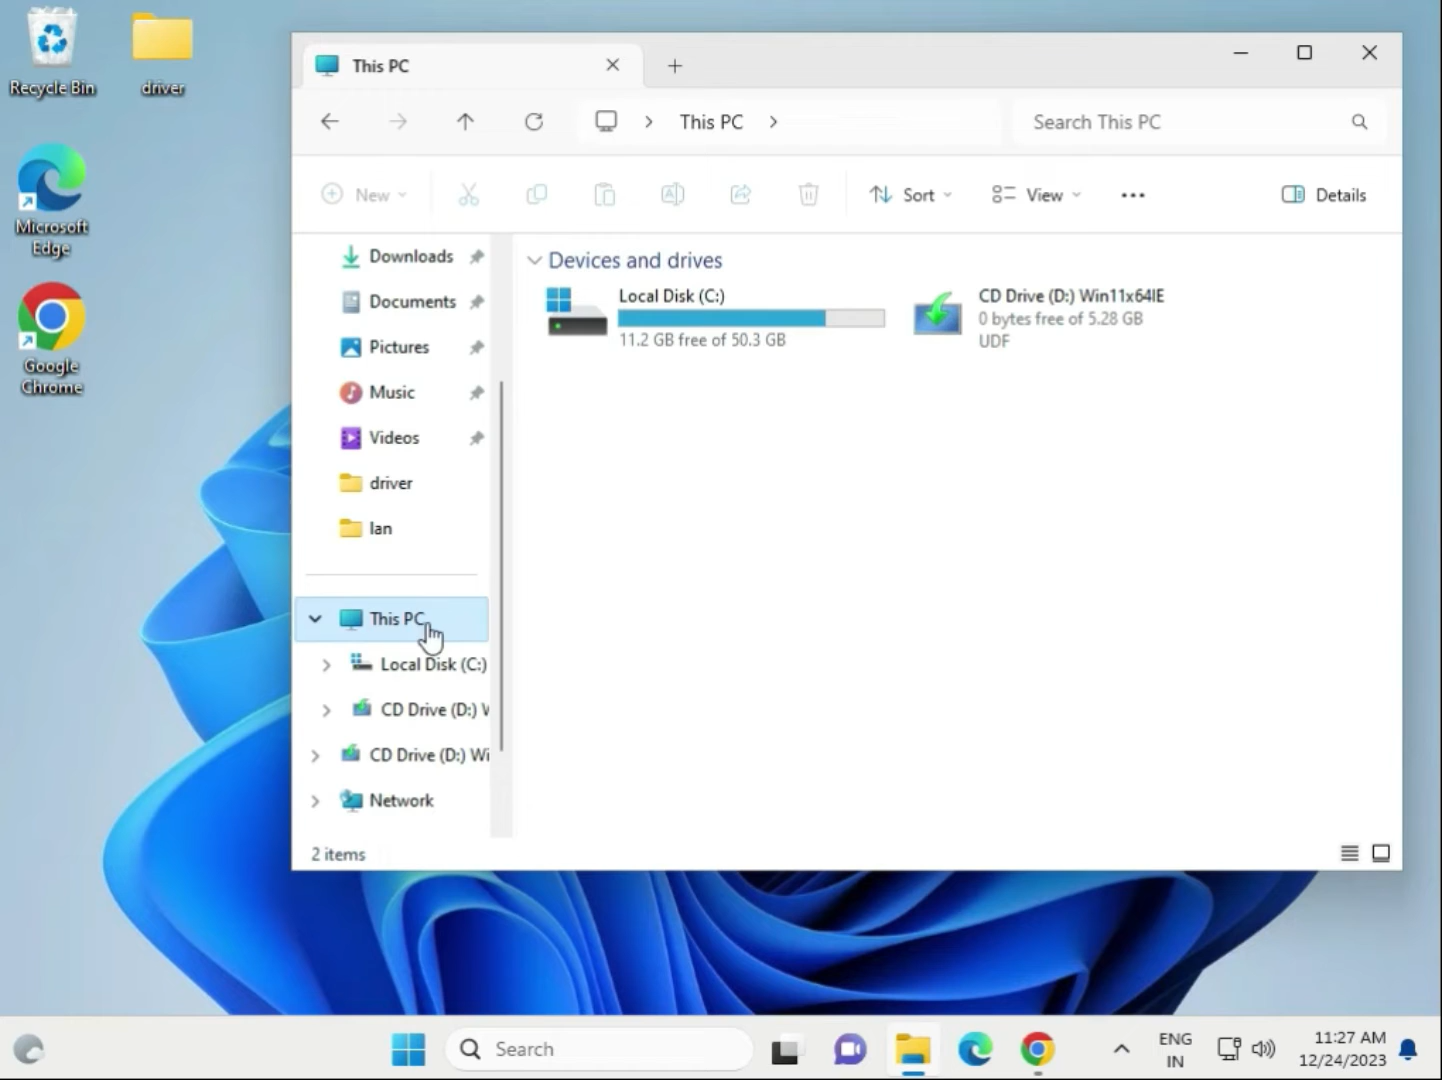 Recycle Bin
driver
Microsoft
Edge
Google
Chrome
This PC
This PC
Search This PC
New
Sort
View
Details
Downloads
Documents
Pictures
Music
Videos
driver
lan
This PC
Local Disk (C:)
CD Drive (D:) W
CD Drive (D:) Wi
Network
Devices and drives
Local Disk (C:)
11.2 GB free of 50.3 GB
CD Drive (D:) Win11x64IE
0 bytes free of 5.28 GB
UDF
2 items
Search
ENG
IN
11:27 AM
12/24/2023